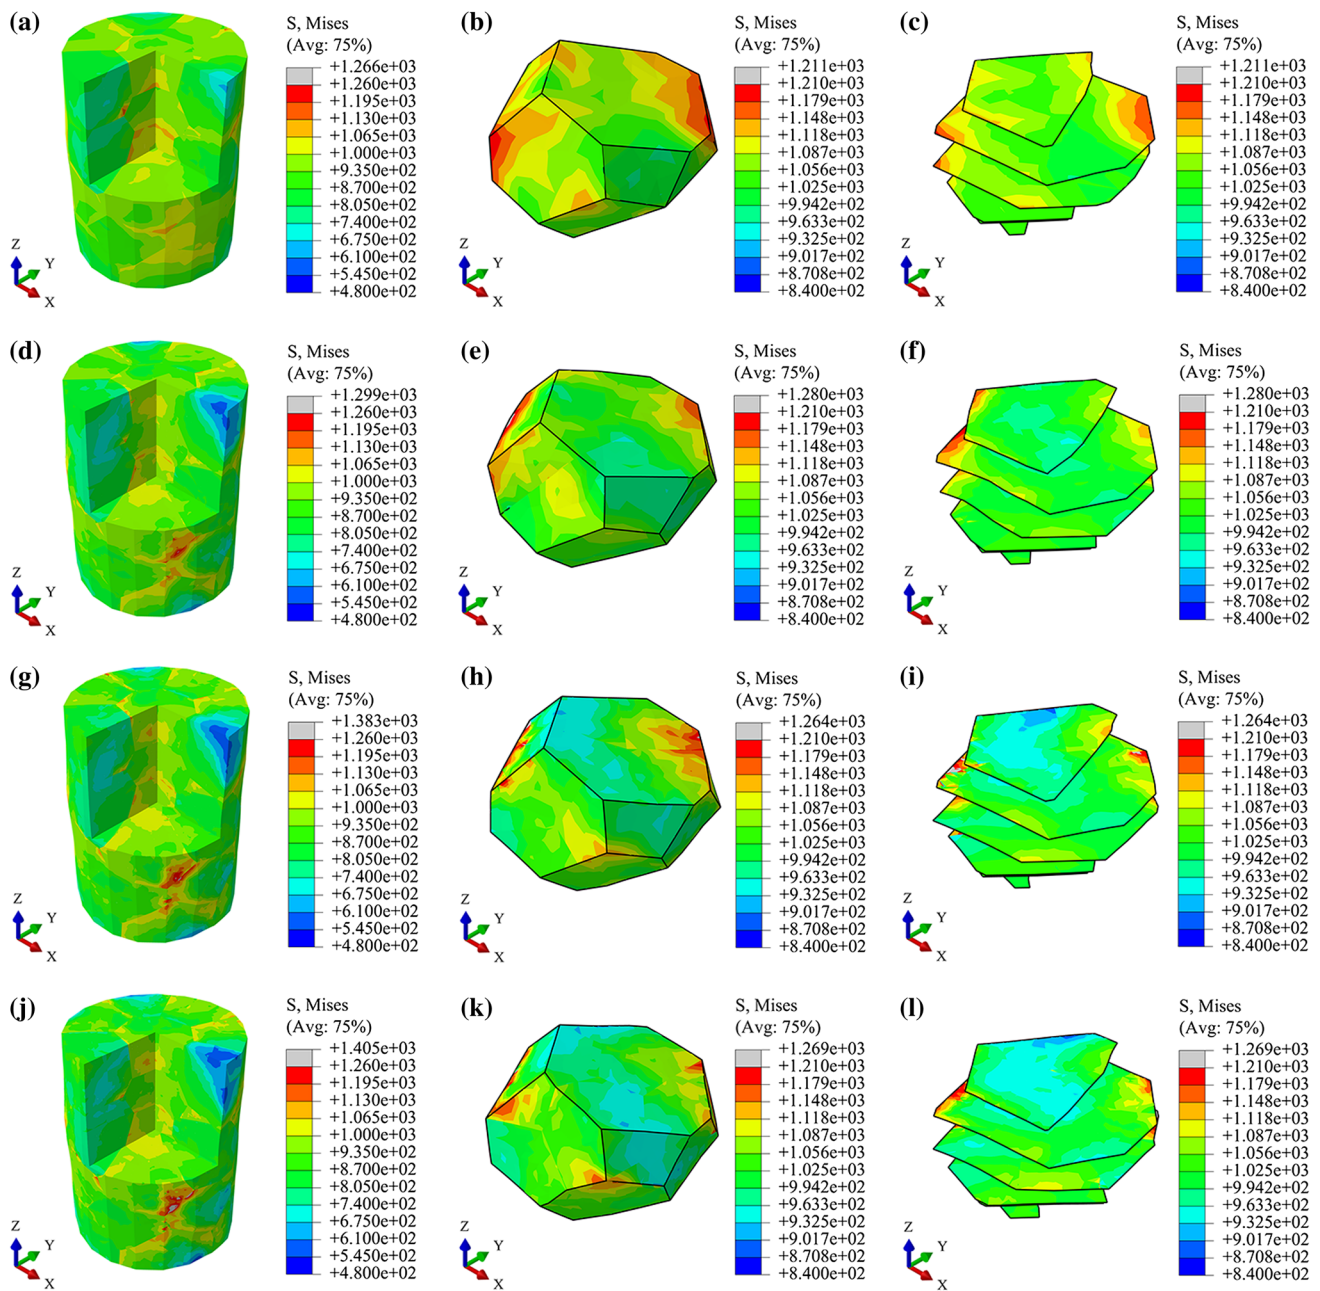 (a)
S, Mises
(Avg: 75%)
+1.266e+03
+1.260e+03
+1.195e+03
+1.130e+03
+1.065e+03
+1.000e+03
+9.350e+02
+8.700e+02
+8.050e+02
+7.400e+02
+6.750e+02
+6.100e+02
+5.450e+02
+4.800e+02
Z
Y
X
(b)
S, Mises
(Avg: 75%)
+1.211e+03
+1.210e+03
+1.179e+03
+1.148e+03
+1.118e+03
+1.087e+03
+1.056e+03
+1.025e+03
+9.942e+02
+9.633e+02
+9.325e+02
+9.017e+02
+8.708e+02
+8.400e+02
Z
Y
X
(c)
S, Mises
(Avg: 75%)
+1.211e+03
+1.210e+03
+1.179e+03
+1.148e+03
+1.118e+03
+1.087e+03
+1.056e+03
+1.025e+03
+9.942e+02
+9.633e+02
+9.325e+02
+9.017e+02
+8.708e+02
+8.400e+02
Z
Y
X
(d)
S, Mises
(Avg: 75%)
+1.299e+03
+1.260e+03
+1.195e+03
+1.130e+03
+1.065e+03
+1.000e+03
+9.350e+02
+8.700e+02
+8.050e+02
+7.400e+02
+6.750e+02
+6.100e+02
+5.450e+02
+4.800e+02
Z
Y
X
(e)
S, Mises
(Avg: 75%)
+1.280e+03
+1.210e+03
+1.179e+03
+1.148e+03
+1.118e+03
+1.087e+03
+1.056e+03
+1.025e+03
+9.942e+02
+9.633e+02
+9.325e+02
+9.017e+02
+8.708e+02
+8.400e+02
Z
Y
X
(f)
S, Mises
(Avg: 75%)
+1.280e+03
+1.210e+03
+1.179e+03
+1.148e+03
+1.118e+03
+1.087e+03
+1.056e+03
+1.025e+03
+9.942e+02
+9.633e+02
+9.325e+02
+9.017e+02
+8.708e+02
+8.400e+02
Z
Y
X
(g)
S, Mises
(Avg: 75%)
+1.383e+03
+1.260e+03
+1.195e+03
+1.130e+03
+1.065e+03
+1.000e+03
+9.350e+02
+8.700e+02
+8.050e+02
+7.400e+02
+6.750e+02
+6.100e+02
+5.450e+02
+4.800e+02
Z
Y
X
(h)
S, Mises
(Avg: 75%)
+1.264e+03
+1.210e+03
+1.179e+03
+1.148e+03
+1.118e+03
+1.087e+03
+1.056e+03
+1.025e+03
+9.942e+02
+9.633e+02
+9.325e+02
+9.017e+02
+8.708e+02
+8.400e+02
Z
Y
X
(i)
S, Mises
(Avg: 75%)
+1.264e+03
+1.210e+03
+1.179e+03
+1.148e+03
+1.118e+03
+1.087e+03
+1.056e+03
+1.025e+03
+9.942e+02
+9.633e+02
+9.325e+02
+9.017e+02
+8.708e+02
+8.400e+02
Z
Y
X
(j)
S, Mises
(Avg: 75%)
+1.405e+03
+1.260e+03
+1.195e+03
+1.130e+03
+1.065e+03
+1.000e+03
+9.350e+02
+8.700e+02
+8.050e+02
+7.400e+02
+6.750e+02
+6.100e+02
+5.450e+02
+4.800e+02
Z
Y
X
(k)
S, Mises
(Avg: 75%)
+1.269e+03
+1.210e+03
+1.179e+03
+1.148e+03
+1.118e+03
+1.087e+03
+1.056e+03
+1.025e+03
+9.942e+02
+9.633e+02
+9.325e+02
+9.017e+02
+8.708e+02
+8.400e+02
Z
Y
X
(l)
S, Mises
(Avg: 75%)
+1.269e+03
+1.210e+03
+1.179e+03
+1.148e+03
+1.118e+03
+1.087e+03
+1.056e+03
+1.025e+03
+9.942e+02
+9.633e+02
+9.325e+02
+9.017e+02
+8.708e+02
+8.400e+02
Z
Y
X